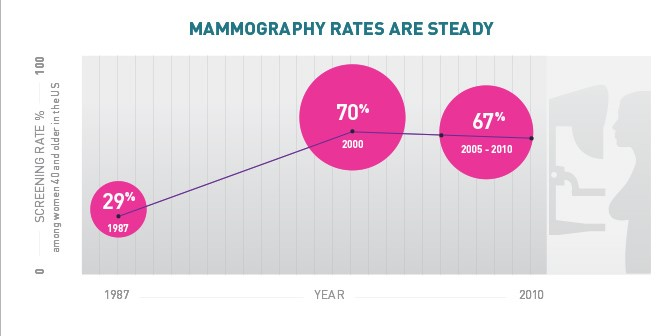 MAMMOGRAPHY RATES ARE STEADY
100
SCREENING RATE %
among women 40 and older in the US
0
29%
1987
70%
2000
67%
2005 - 2010
1987
YEAR
2010